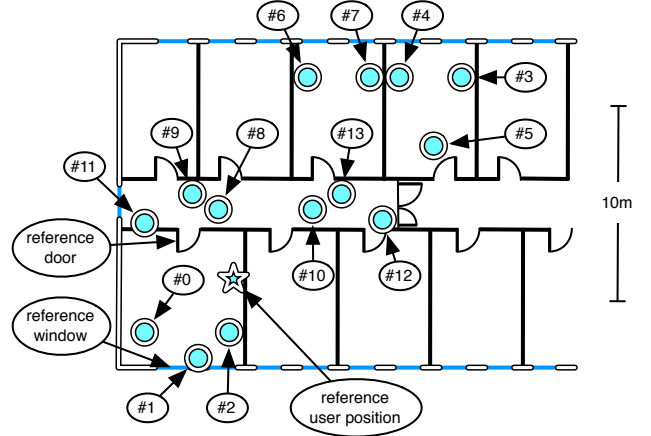 #6
#7
#4
#3
#9
#8
#13
#5
#11
10m
reference
door
#10
#12
#0
reference
window
#1
#2
reference
user position